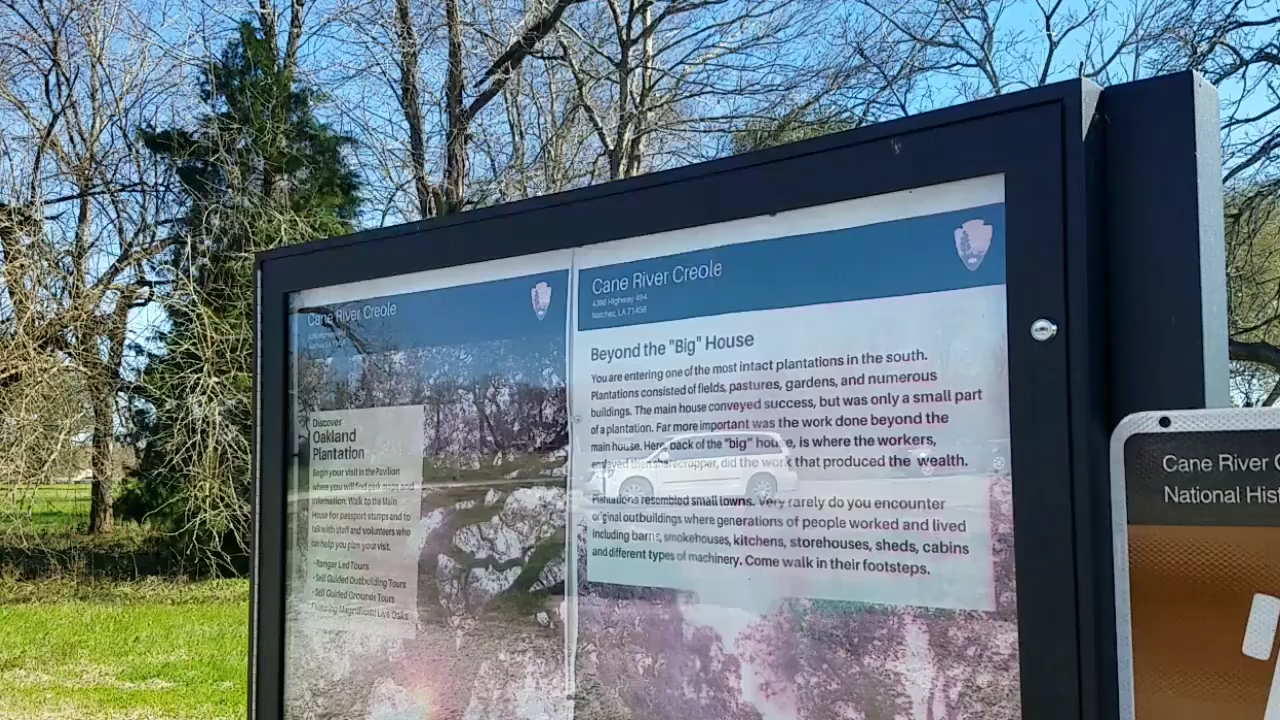 Cane River Creole
Discover
Oakland
Plantation
Begin your visit in the Pavilion
where you will find park maps and
information. Walk to the Main
House for passport stamps and to
talk with staff and volunteers who
can help you plan your visit.
- Ranger Led Tours
- Self Guided Outbuilding Tours
- Self Guided Grounds Tours
Magnificent Live Oaks
Cane River Creole
4386 Highway 494
Natchez, LA 71456
Beyond the "Big" House
You are entering one of the most intact plantations in the south.
Plantations consisted of fields, pastures, gardens, and numerous
buildings. The main house conveyed success, but was only a small part
of a plantation. Far more important was the work done beyond the
main house. Here, back of the "big" house, is where the workers,
enslaved then sharecropper, did the work that produced the wealth.
Plantations resembled small towns. Very rarely do you encounter
original outbuildings where generations of people worked and lived
including barns, smokehouses, kitchens, storehouses, sheds, cabins
and different types of machinery. Come walk in their footsteps.
Cane River C
National Hist